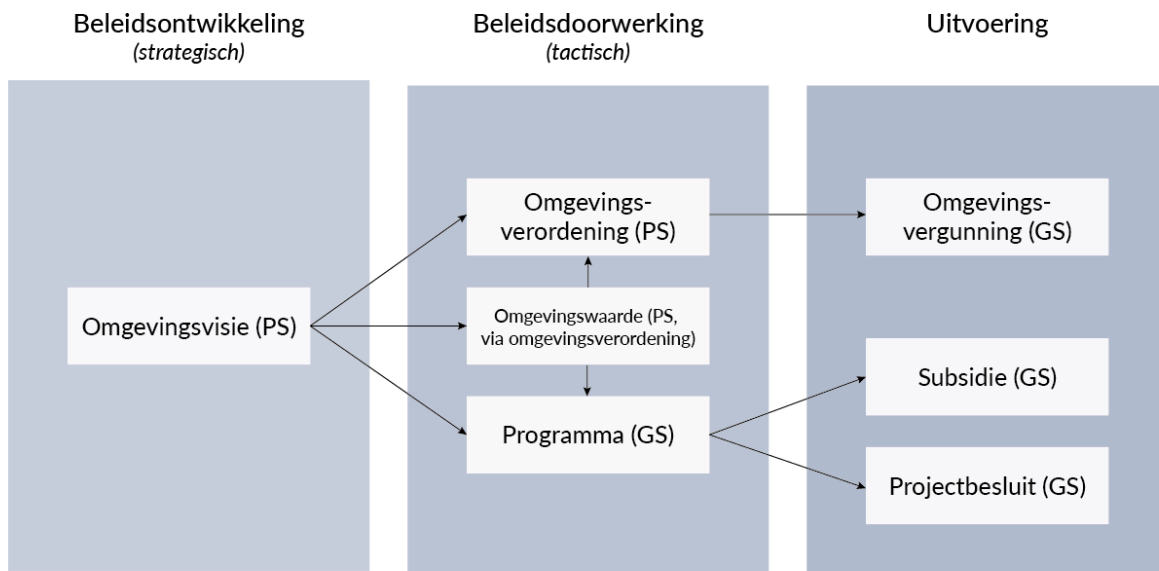 Beleidsontwikkeling
(strategisch)
Beleidsdoorwerking
(tactisch)
Uitvoering
Omgevingsvisie (PS)
Omgevings-
verordening (PS)
Omgevingswaarde (PS,
via omgevingsverordening)
Programma (GS)
Omgevings-
vergunning (GS)
Subsidie (GS)
Projectbesluit (GS)